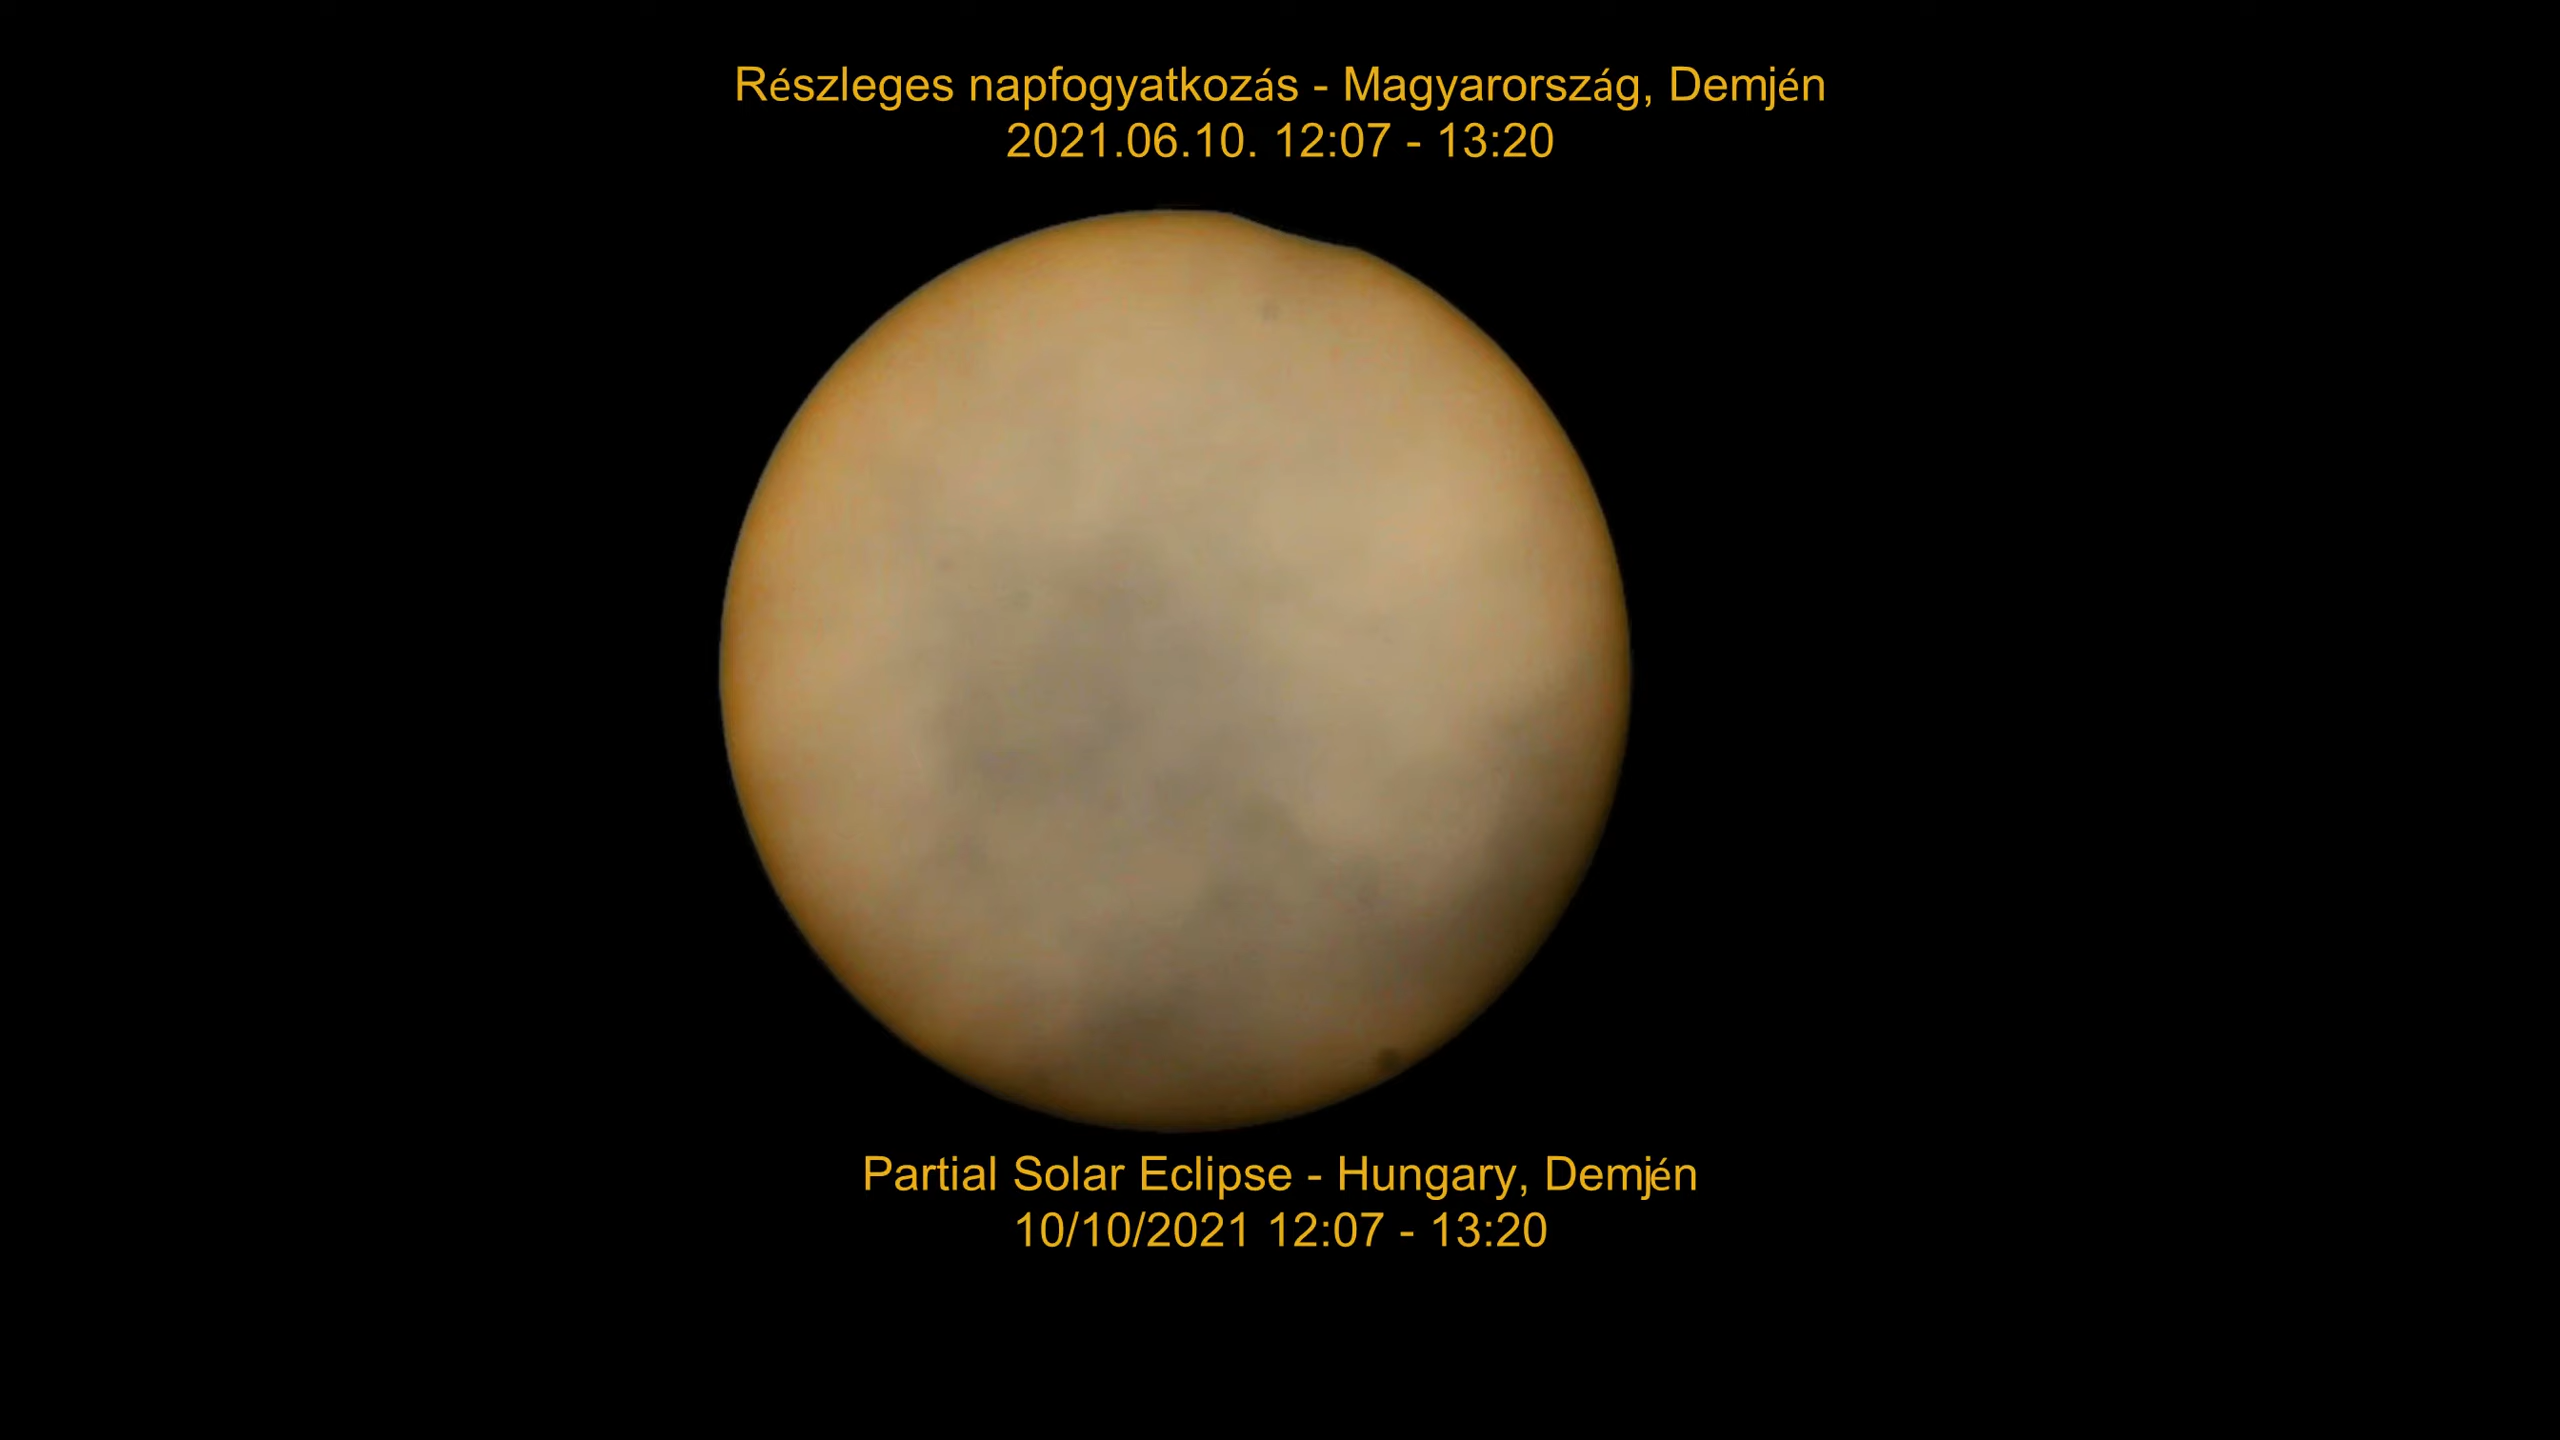 Részleges napfogyatkozás - Magyarország, Demjén
2021.06.10. 12:07 - 13:20
Partial Solar Eclipse - Hungary, Demjén
10/10/2021 12:07 - 13:20